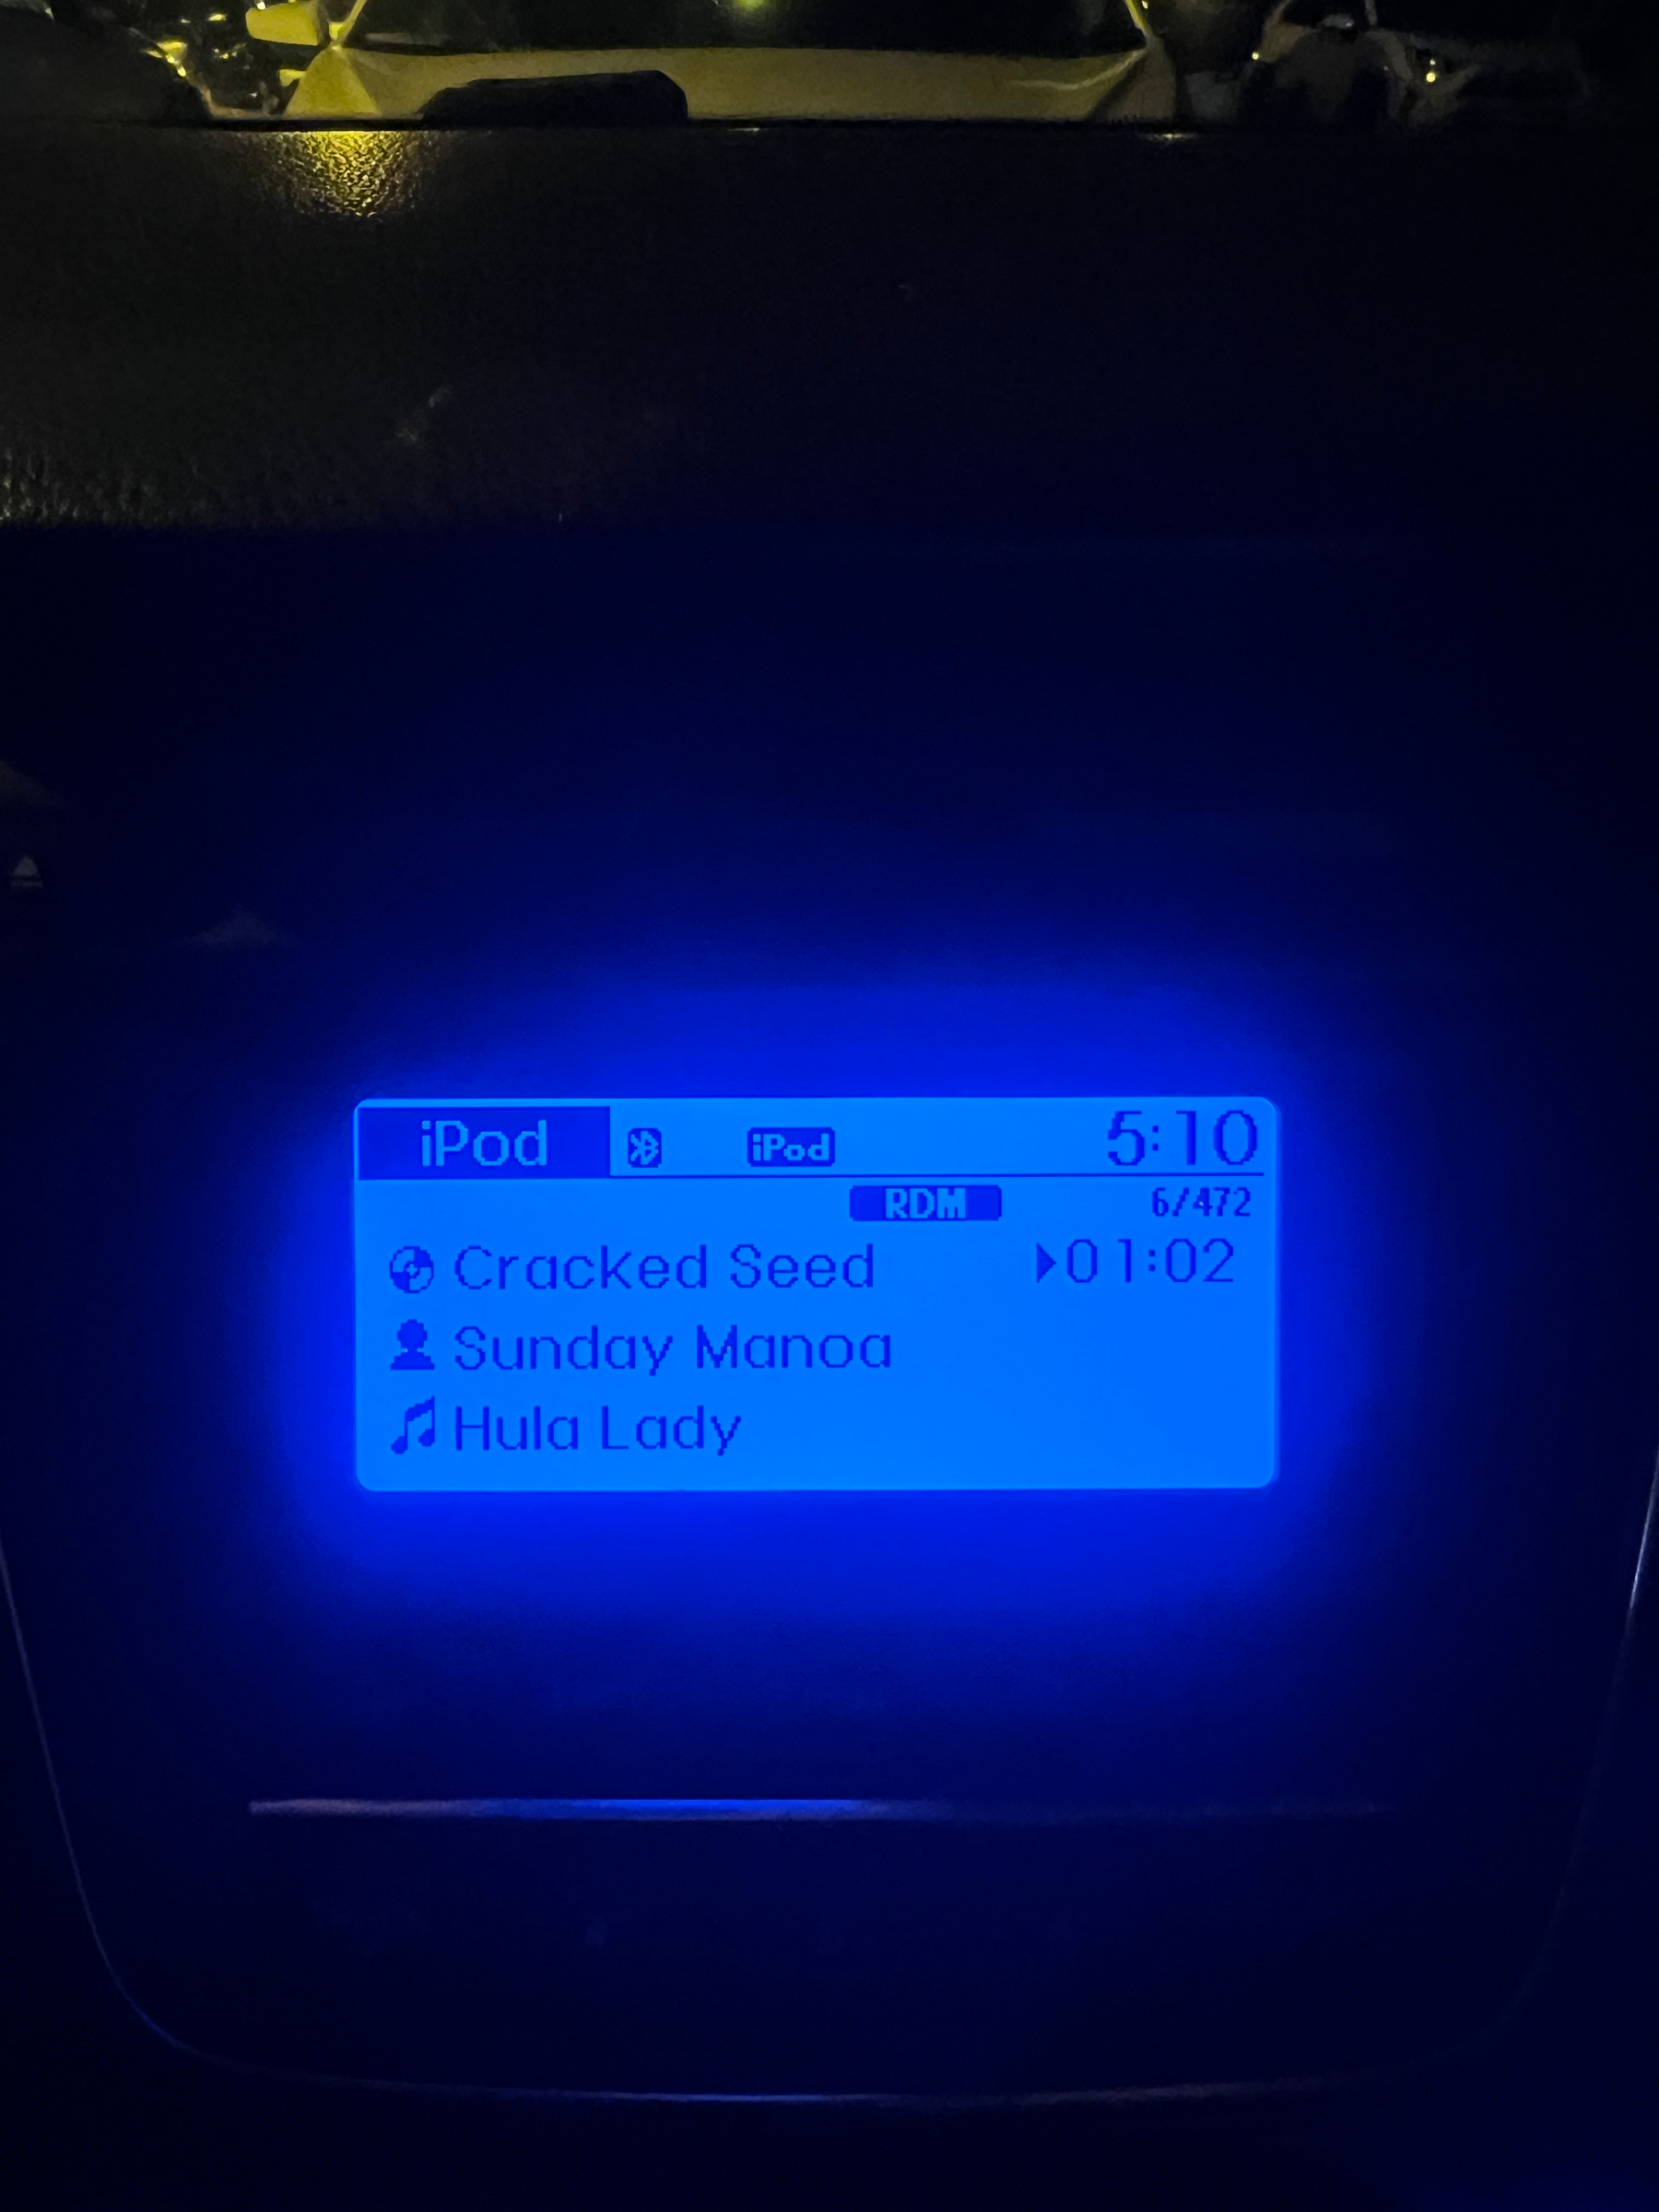 iPod iPod 5:10
RDM 6/472
Cracked Seed 01:02
Sunday Manoa
Hula Lady